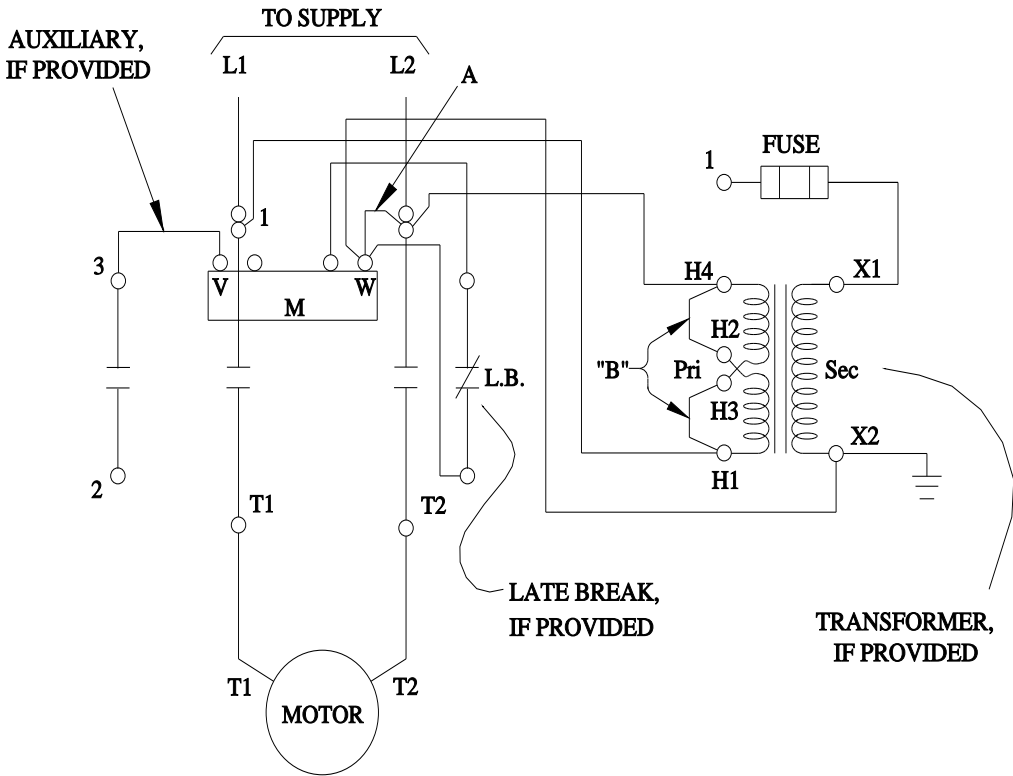 TO SUPPLY
AUXILIARY,
IF PROVIDED
L1
L2
A
FUSE
1
1
3
V
W
M
H4
X1
H2
"B"
Pri
Sec
L.B.
H3
X2
H1
2
T1
T2
LATE BREAK,
IF PROVIDED
TRANSFORMER,
IF PROVIDED
T1
T2
MOTOR